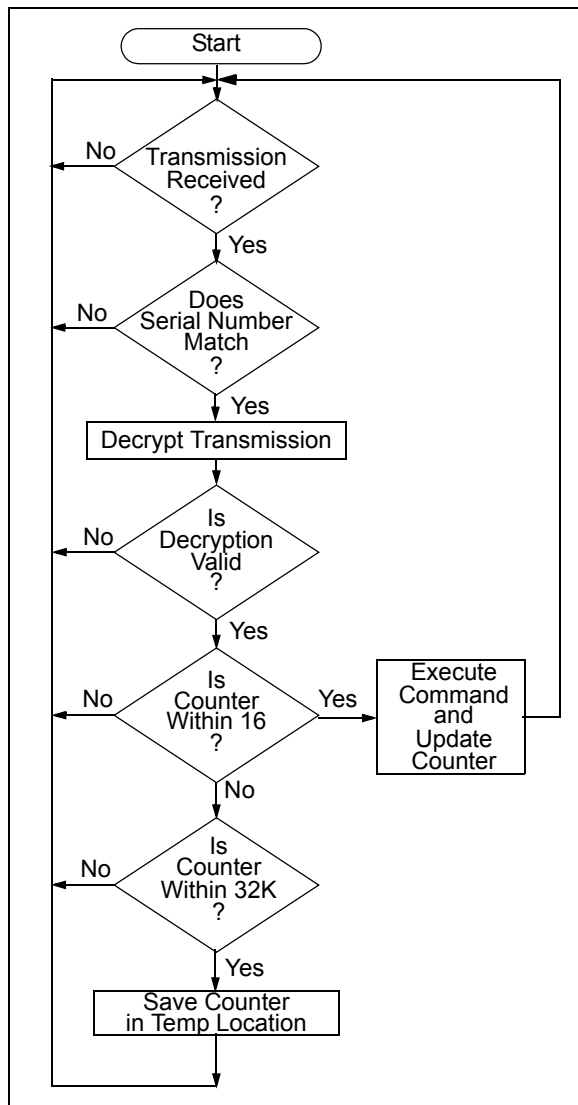 Start
No
Transmission
Received
?
Yes
No
Does
Serial Number
Match
?
Yes
Decrypt Transmission
No
Is
Decryption
Valid
?
Yes
No
Is
Counter
Within 16
?
Yes
Execute
Command
and
Update
Counter
No
No
Is
Counter
Within 32K
?
Yes
Save Counter
in Temp Location